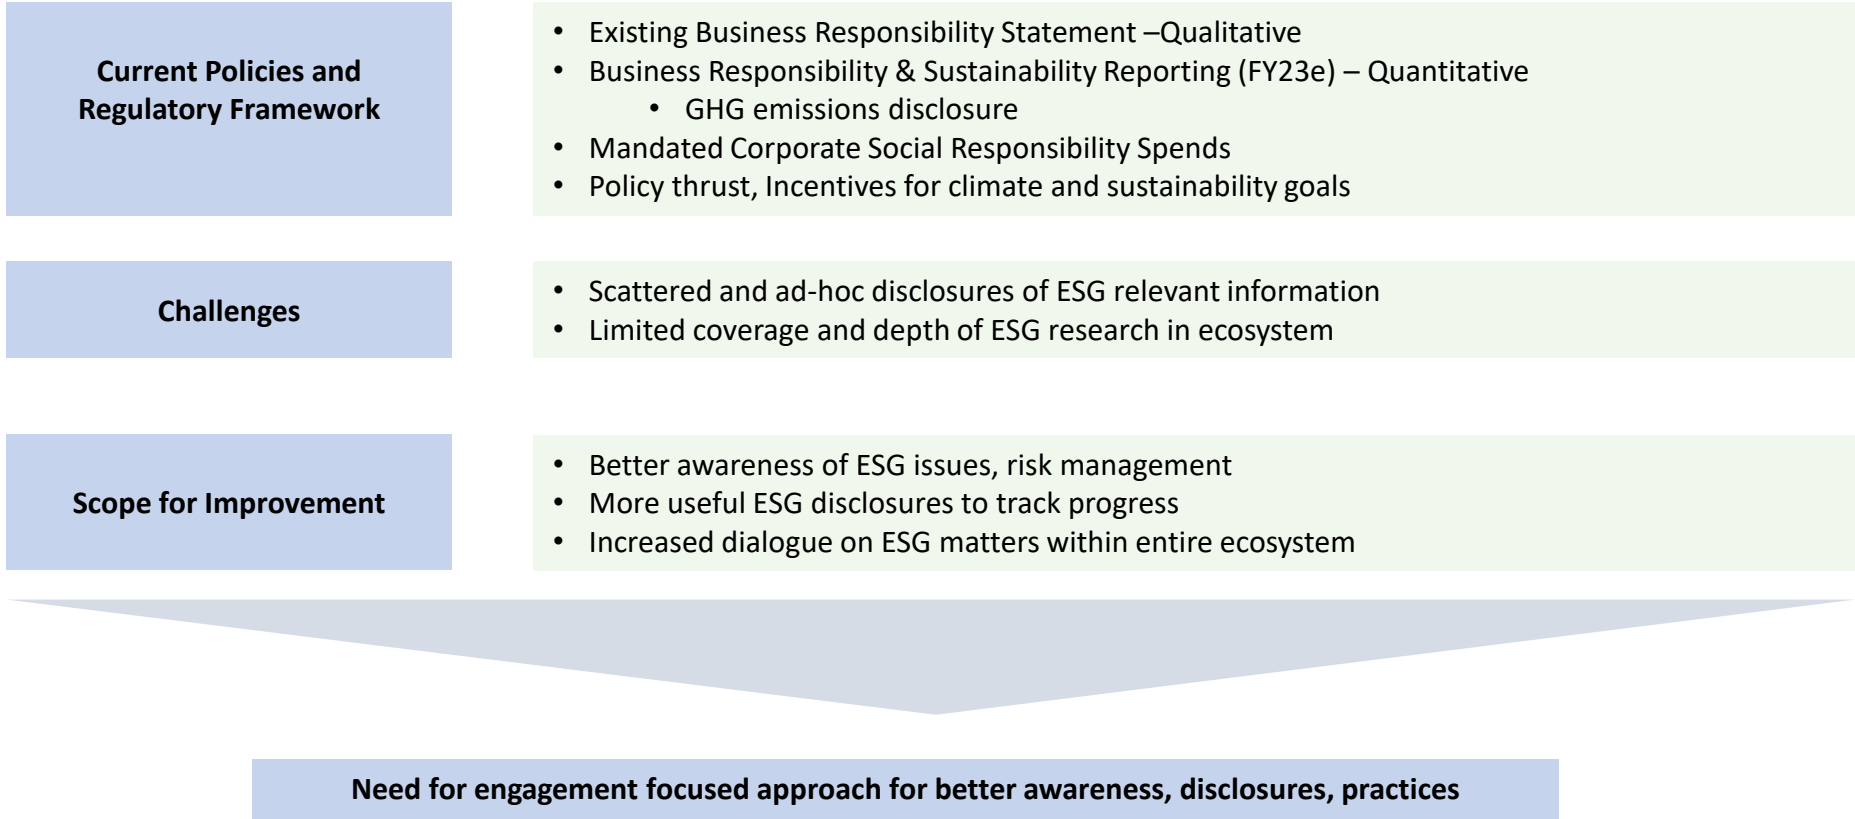 Current Policies and
Regulatory Framework
• Existing Business Responsibility Statement –Qualitative
• Business Responsibility & Sustainability Reporting (FY23e) – Quantitative
• GHG emissions disclosure
• Mandated Corporate Social Responsibility Spends
• Policy thrust, Incentives for climate and sustainability goals
Challenges
• Scattered and ad-hoc disclosures of ESG relevant information
• Limited coverage and depth of ESG research in ecosystem
Scope for Improvement
• Better awareness of ESG issues, risk management
• More useful ESG disclosures to track progress
• Increased dialogue on ESG matters within entire ecosystem
Need for engagement focused approach for better awareness, disclosures, practices